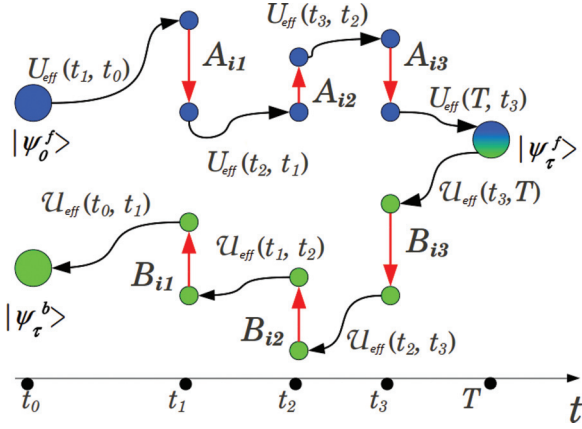 U_eff(t_3, t_2)
U_eff(t_1, t_0)
A_i1
A_i2
A_i3
U_eff(T, t_3)
|ψ_0^f>
|ψ_τ^f>
U_eff(t_2, t_1)
𝒰_eff(t_3,T)
𝒰_eff(t_0, t_1)
𝒰_eff(t_1, t_2)
B_i3
B_i1
|ψ_τ^b>
B_i2
𝒰_eff(t_2, t_3)
t_0 t_1 t_2 t_3 T t